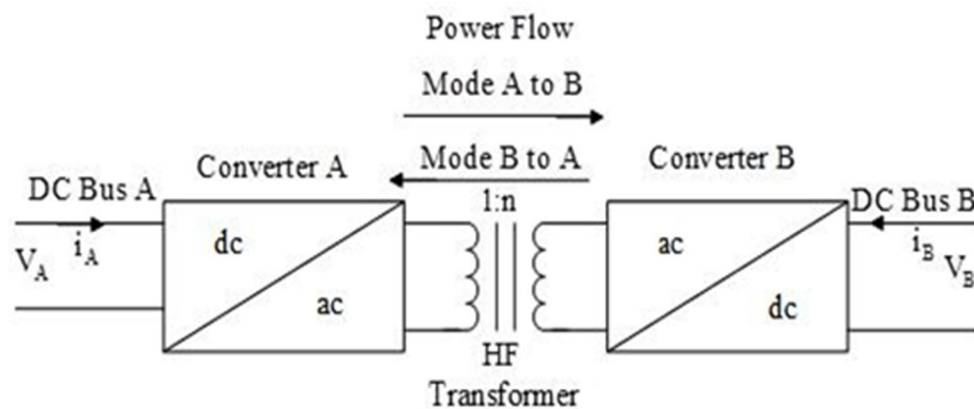 Power Flow
Mode A to B
Converter A
Mode B to A
Converter B
DC Bus A
1:n
DC Bus B
dc
ac
i_A
i_B
V_A
V_B
ac
dc
HF
Transformer